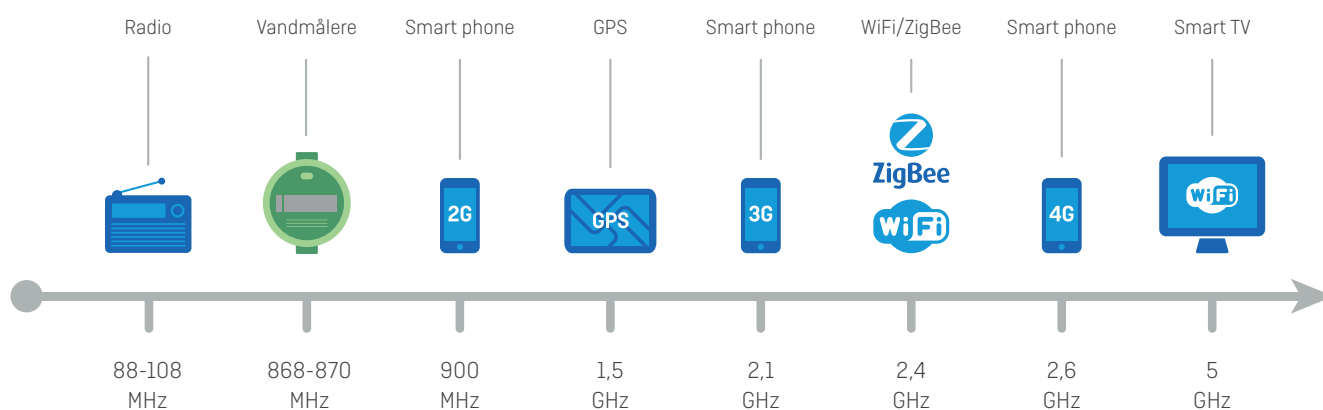 Radio
Vandmålere
Smart phone
GPS
Smart phone
WiFi/ZigBee
Smart phone
Smart TV
2G
GPS
3G
ZigBee
WiFi
4G
WiFi
88-108
MHz
868-870
MHz
900
MHz
1,5
GHz
2,1
GHz
2,4
GHz
2,6
GHz
5
GHz